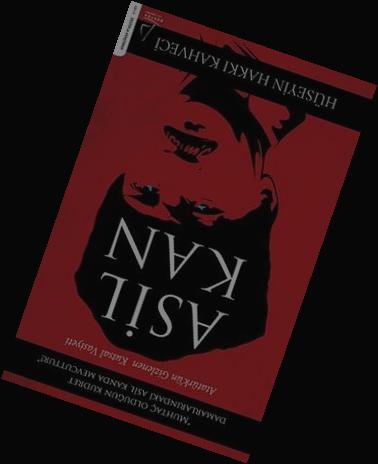 "MUHTAÇ OLDUĞUN KUDRET
DAMARLARINDAKİ ASİL KANDA MEVCUTTUR!"
Atatürk'ün Gizlenen Kutsal Vasiyeti
ASİL
KAN
HÜSEYİN HAKKI KAHVECİ